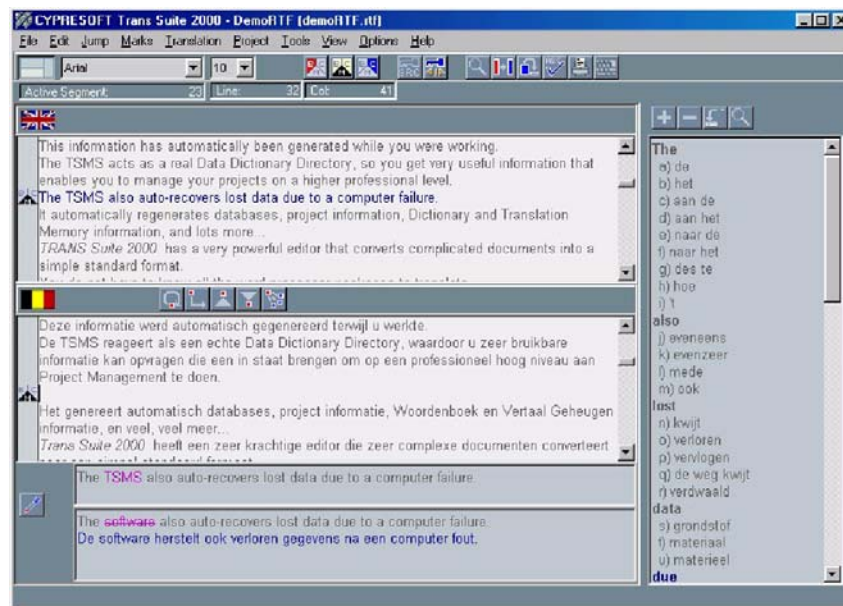 CYPRESOFT Trans Suite 2000 - DemoRTF (demoRTF.rtf)
File Edit Jump Marks Translation Project Tools View Options Help
Arial 10
Active Segment: 23 Line: 32 Col: 41
This information has automatically been generated while you were working.
The TSMS acts as a real Data Dictionary Directory, so you get very useful information that
enables you to manage your projects on a higher professional level.
The TSMS also auto-recovers lost data due to a computer failure.
It automatically regenerates databases, project information, Dictionary and Translation
Memory information, and lots more...
TRANS Suite 2000 has a very powerful editor that converts complicated documents into a
simple standard format.
Deze informatie werd automatisch gegenereerd terwijl u werkte.
De TSMS reageert als een echte Data Dictionary Directory, waardoor u zeer bruikbare
informatie kan opvragen die een in staat brengen om op een professioneel hoog niveau aan
Project Management te doen.
Het genereert automatisch databases, project informatie, Woordenboek en Vertaal Geheugen
informatie, en veel, veel meer...
Trans Suite 2000 heeft een zeer krachtige editor die zeer complexe documenten converteert
The TSMS also auto-recovers lost data due to a computer failure.
The software also auto-recovers lost data due to a computer failure.
De software herstelt ook verloren gegevens na een computer fout.
The
a) de
b) het
c) aan de
d) aan het
e) naar de
f) naar het
g) des te
h) hoe
i) 't
also
j) eveneens
k) evenzeer
l) mede
m) ook
lost
n) kwijt
o) verloren
p) vervlogen
q) de weg kwijt
r) verdwaald
data
s) grondstof
t) materiaal
u) materieel
due